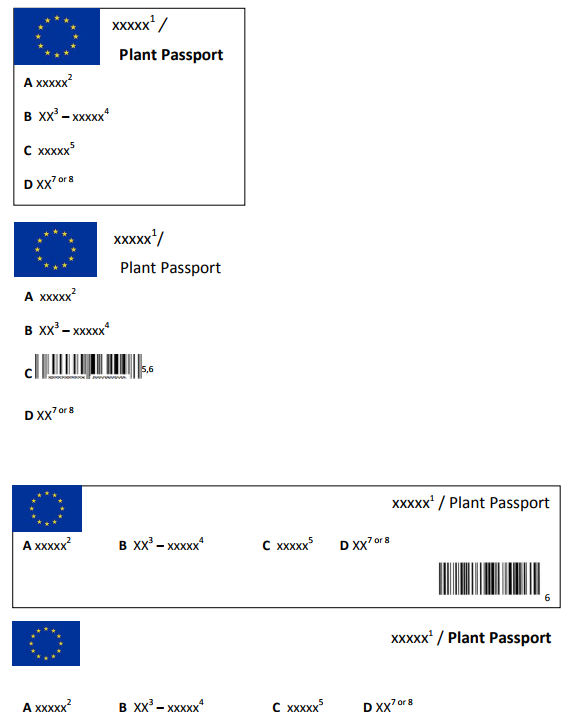 xxxxx¹ /
Plant Passport
A xxxxx²
B XX³ – xxxxx⁴
C xxxxx⁵
D XX⁷ ᵒʳ ⁸
xxxxx¹/
Plant Passport
A xxxxx²
B XX³ – xxxxx⁴
C 5,6
D XX⁷ ᵒʳ ⁸
xxxxx¹ / Plant Passport
A xxxxx² B XX³ – xxxxx⁴ C xxxxx⁵ D XX⁷ ᵒʳ ⁸
6
xxxxx¹ / Plant Passport
A xxxxx² B XX³ – xxxxx⁴ C xxxxx⁵ D XX⁷ ᵒʳ ⁸